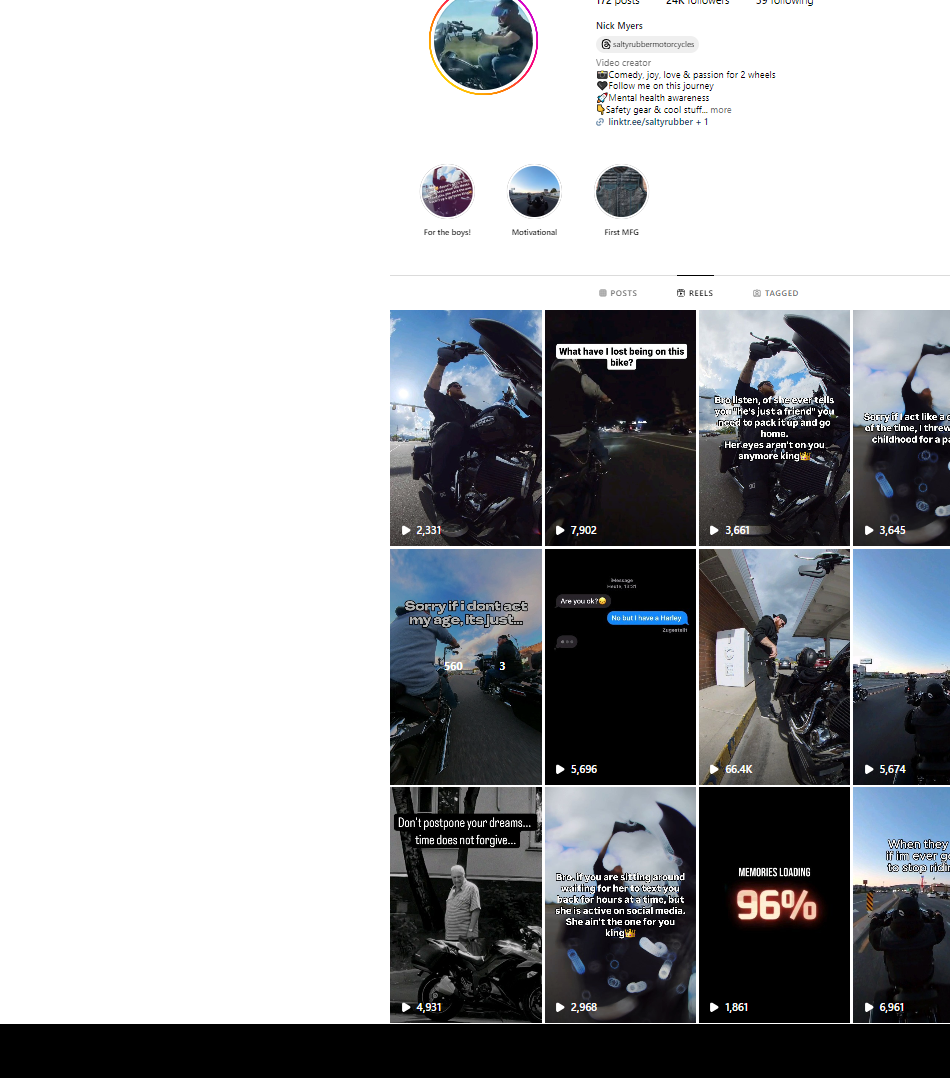 172 posts 24K followers 59 following
Nick Myers
saltyrubbermotorcycles
Video creator
📷Comedy, joy, love & passion for 2 wheels
🖤Follow me on this journey
🚀Mental health awareness
👇Safety gear & cool stuff... more
linktr.ee/saltyrubber + 1
For the boys! Motivational First MFG
POSTS REELS TAGGED
2,331
What have I lost being on this
bike?
7,902
Bro listen, of she ever tells
you "he's just a friend" you
need to pack it up and go
home.
Her eyes aren't on you
anymore king👑
3,661
Sorry if i act like a
of the time, I threw
childhood for a
3,645
Sorry if i dont act
my age, its just...
560 3
iMessage
Heute, 13:31
Are you ok?
No but I have a Harley
Zugestellt
5,696
66.4K
5,674
Don't postpone your dreams...
time does not forgive...
4,931
Bro, if you are sitting around
waiting for her to text you
back for hours at a time, but
she is active on social media.
She ain't the one for you
king👑
2,968
MEMORIES LOADING
96%
1,861
When they
if im ever
to stop
6,961